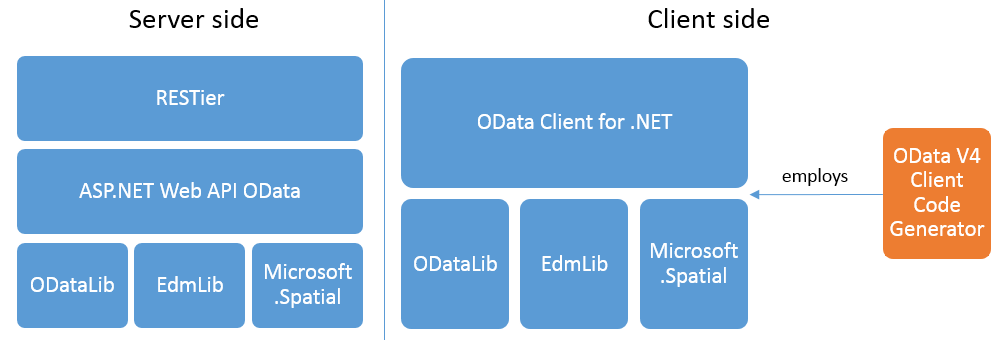 Server side
RESTier
ASP.NET Web API OData
ODataLib
EdmLib
Microsoft
.Spatial
Client side
OData Client for .NET
ODataLib
EdmLib
Microsoft
.Spatial
employs
OData V4
Client
Code
Generator